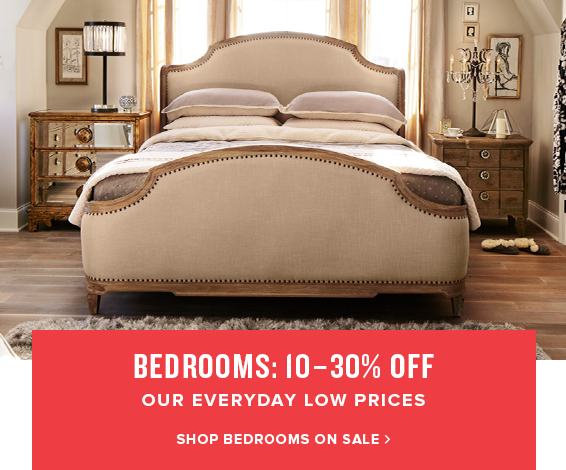 BEDROOMS: 10–30% OFF
OUR EVERYDAY LOW PRICES
SHOP BEDROOMS ON SALE >